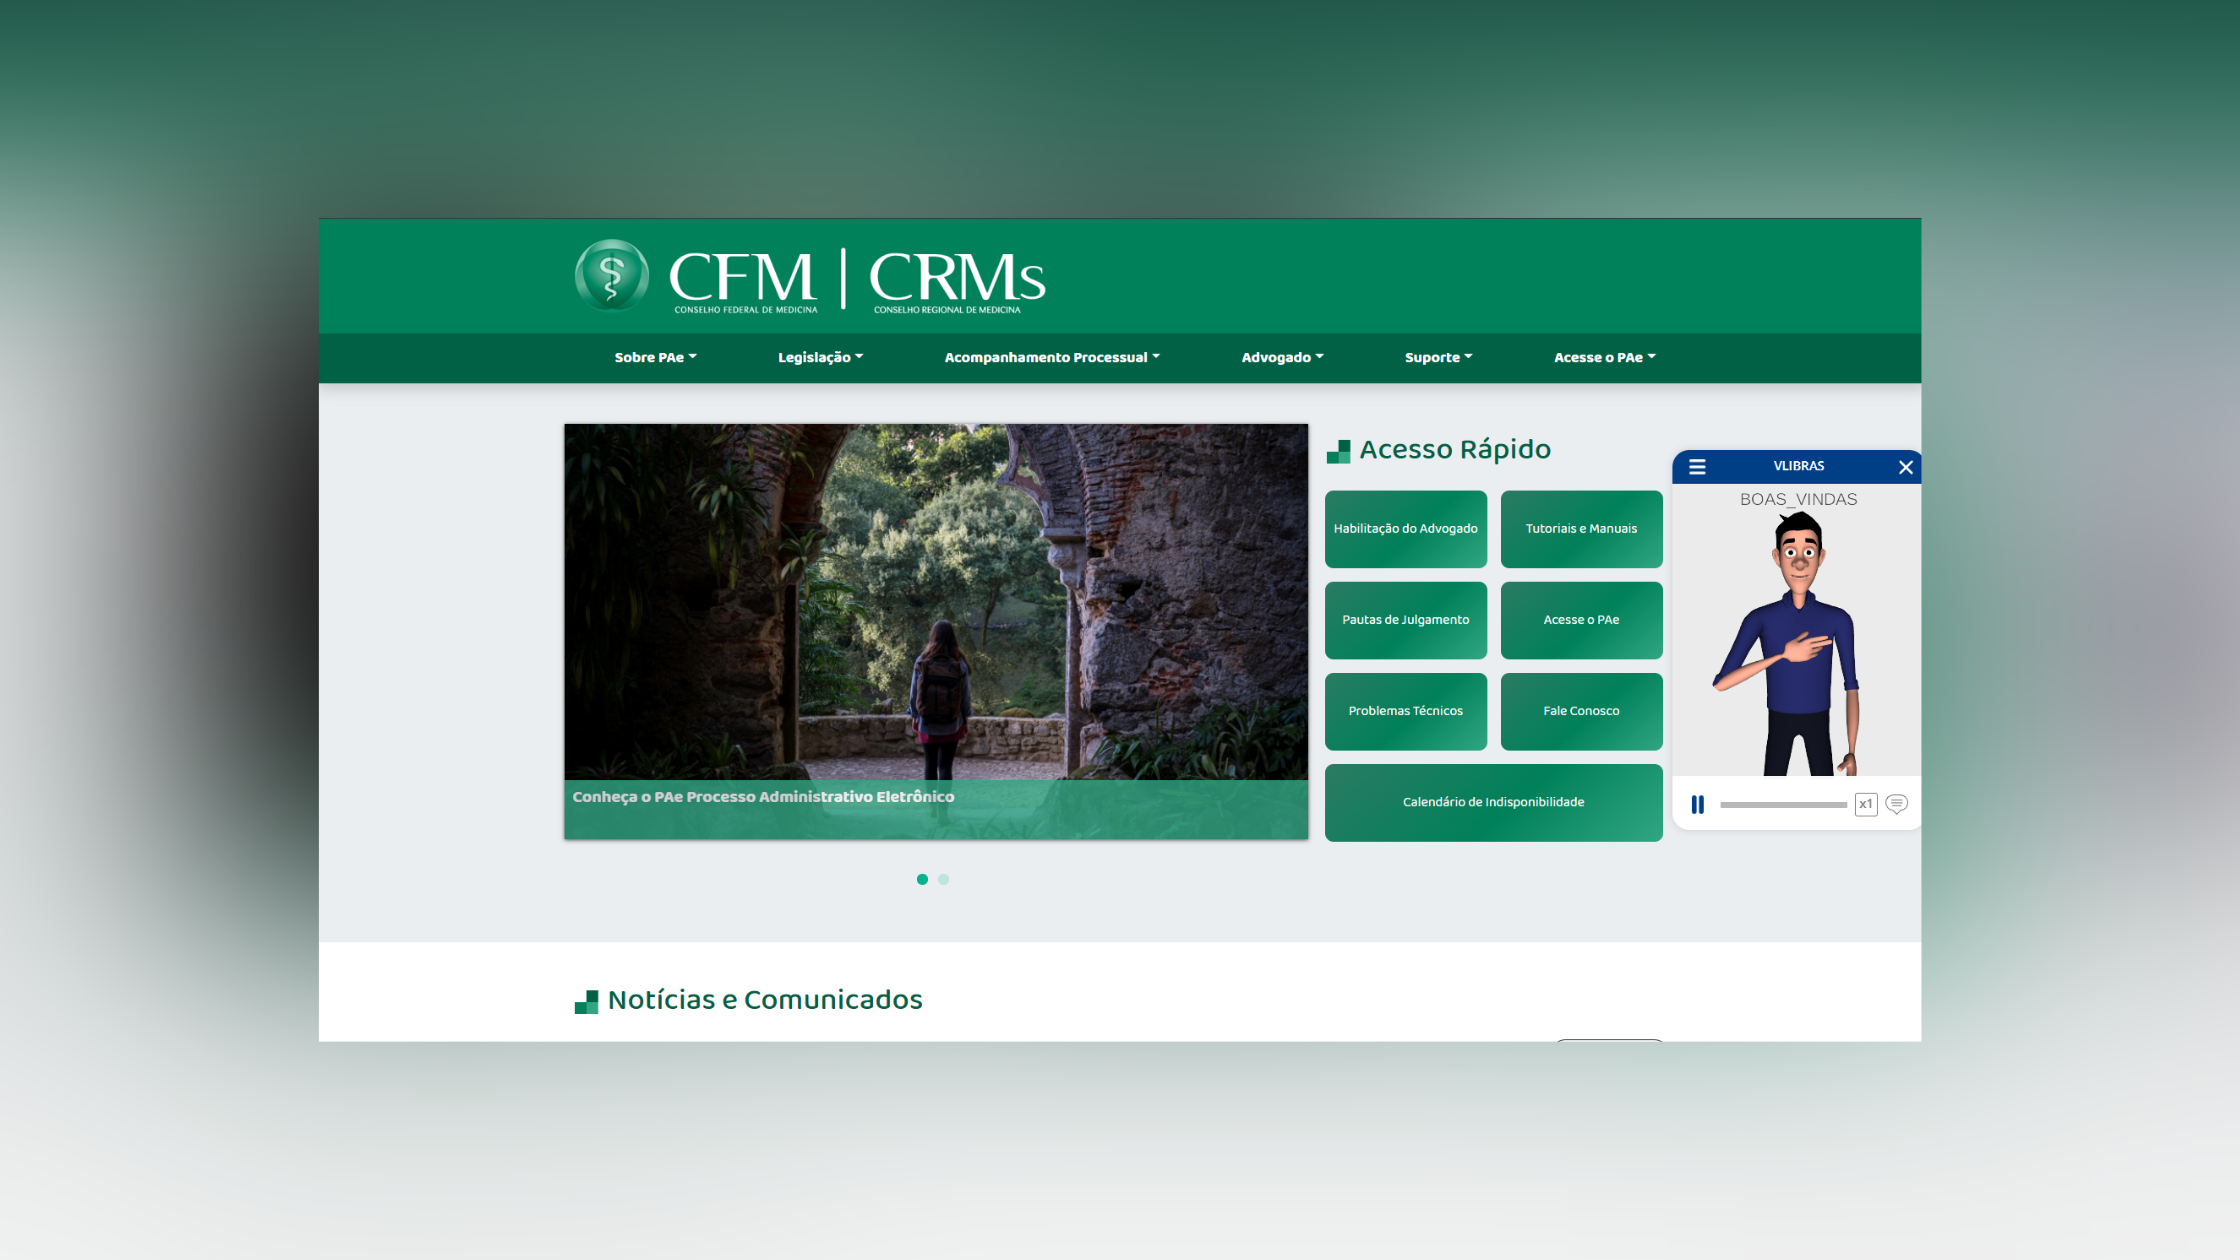 CFM | CRMs
CONSELHO FEDERAL DE MEDICINA
CONSELHO REGIONAL DE MEDICINA
Sobre PAe
Legislação
Acompanhamento Processual
Advogado
Suporte
Acesse o PAe
Conheça o PAe Processo Administrativo Eletrônico
Acesso Rápido
Habilitação do Advogado
Tutoriais e Manuais
Pautas de Julgamento
Acesse o PAe
Problemas Técnicos
Fale Conosco
Calendário de Indisponibilidade
VLIBRAS
BOAS_VINDAS
x1
Notícias e Comunicados